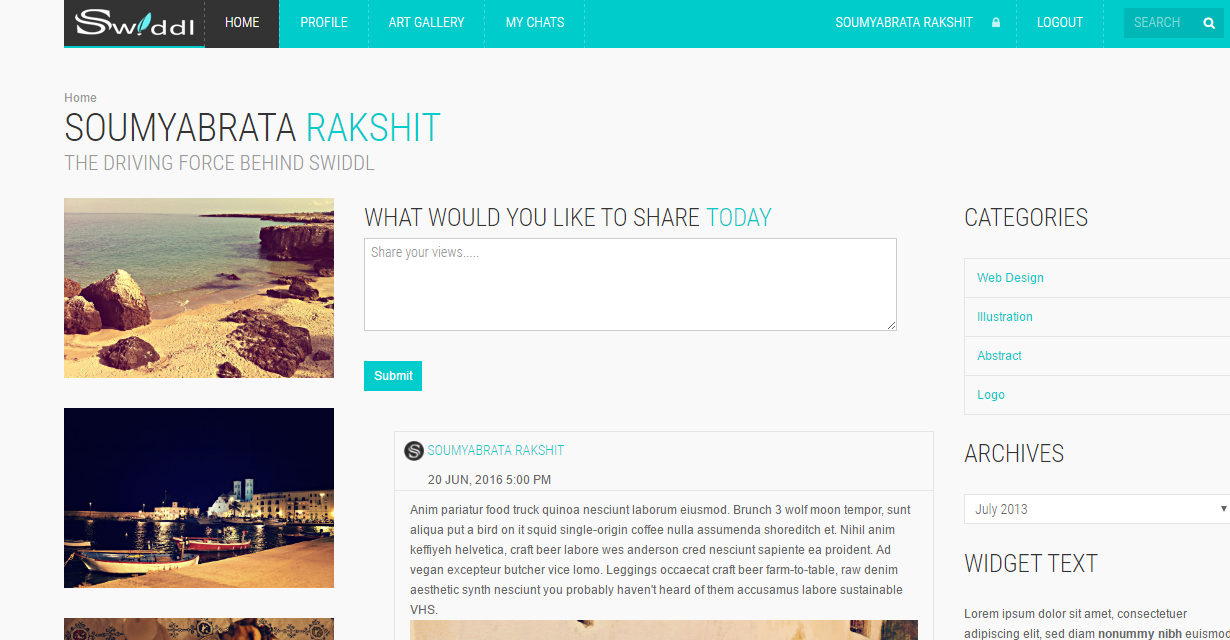 Swiddl HOME PROFILE ART GALLERY MY CHATS SOUMYABRATA RAKSHIT LOGOUT SEARCH
Home
SOUMYABRATA RAKSHIT
THE DRIVING FORCE BEHIND SWIDDL
WHAT WOULD YOU LIKE TO SHARE TODAY
Share your views.....
Submit
S SOUMYABRATA RAKSHIT
20 JUN, 2016 5:00 PM
Anim pariatur food truck quinoa nesciunt laborum eiusmod. Brunch 3 wolf moon tempor, sunt
aliqua put a bird on it squid single-origin coffee nulla assumenda shoreditch et. Nihil anim
keffiyeh helvetica, craft beer labore wes anderson cred nesciunt sapiente ea proident. Ad
vegan excepteur butcher vice lomo. Leggings occaecat craft beer farm-to-table, raw denim
aesthetic synth nesciunt you probably haven't heard of them accusamus labore sustainable
VHS.
CATEGORIES
Web Design
Illustration
Abstract
Logo
ARCHIVES
July 2013
WIDGET TEXT
Lorem ipsum dolor sit amet, consectetuer
adipiscing elit, sed diam nonummy nibh euismod